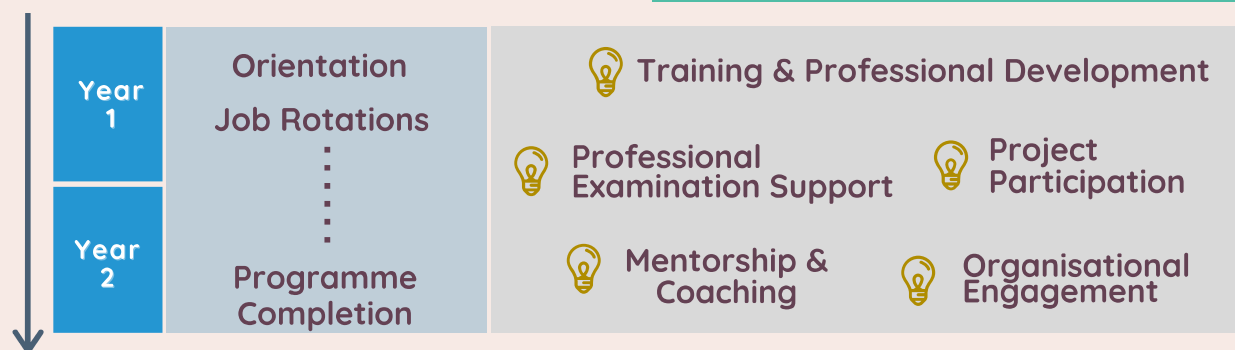 Year
1
Orientation
Job Rotations
Year
2
Programme
Completion
Training & Professional Development
Professional
Examination Support
Project
Participation
Mentorship &
Coaching
Organisational
Engagement